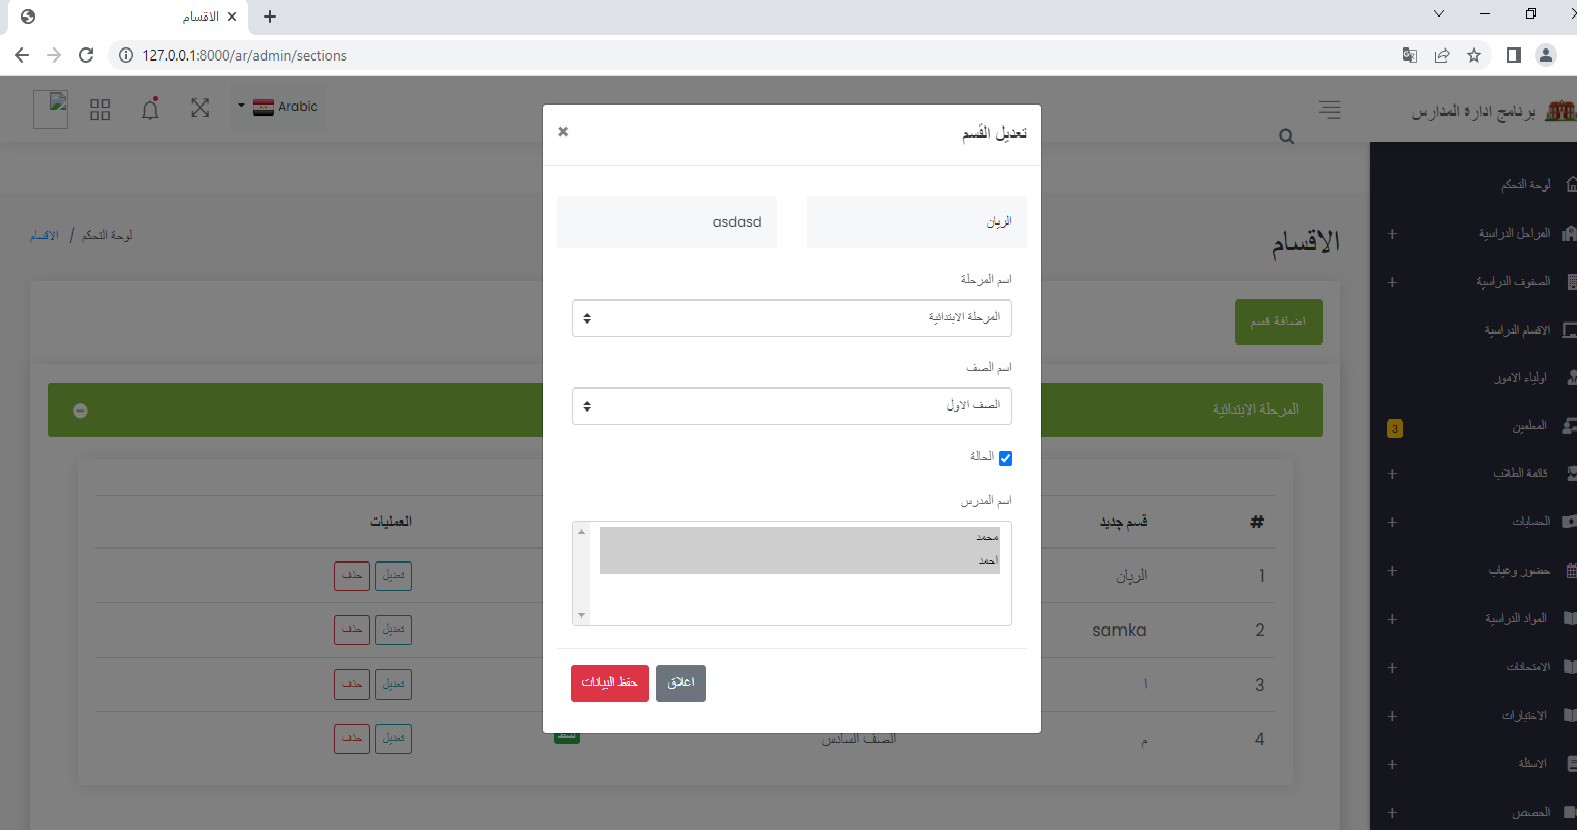 الاقسام
127.0.0.1:8000/ar/admin/sections
برنامج ادارة المدارس
Arabic
لوحة التحكم
المراحل الدراسية
الصفوف الدراسية
الاقسام الدراسية
اولياء الامور
المعلمين
3
قائمة الطلاب
الحسابات
حضور وغياب
المواد الدراسية
الامتحانات
الاختبارات
الاسئلة
الحصص
الاقسام
لوحة التحكم / الاقسام
اضافة قسم
المرحلة الابتدائية
# قسم جديد العمليات
1 الريان تعديل حذف
2 samka تعديل حذف
3 ا تعديل حذف
4 م الصف السادس تعديل حذف
تعديل القسم
الريان asdasd
اسم المرحلة
المرحلة الابتدائية
اسم الصف
الصف الاول
الحالة
اسم المدرس
محمد
احمد
اغلاق حفظ البيانات